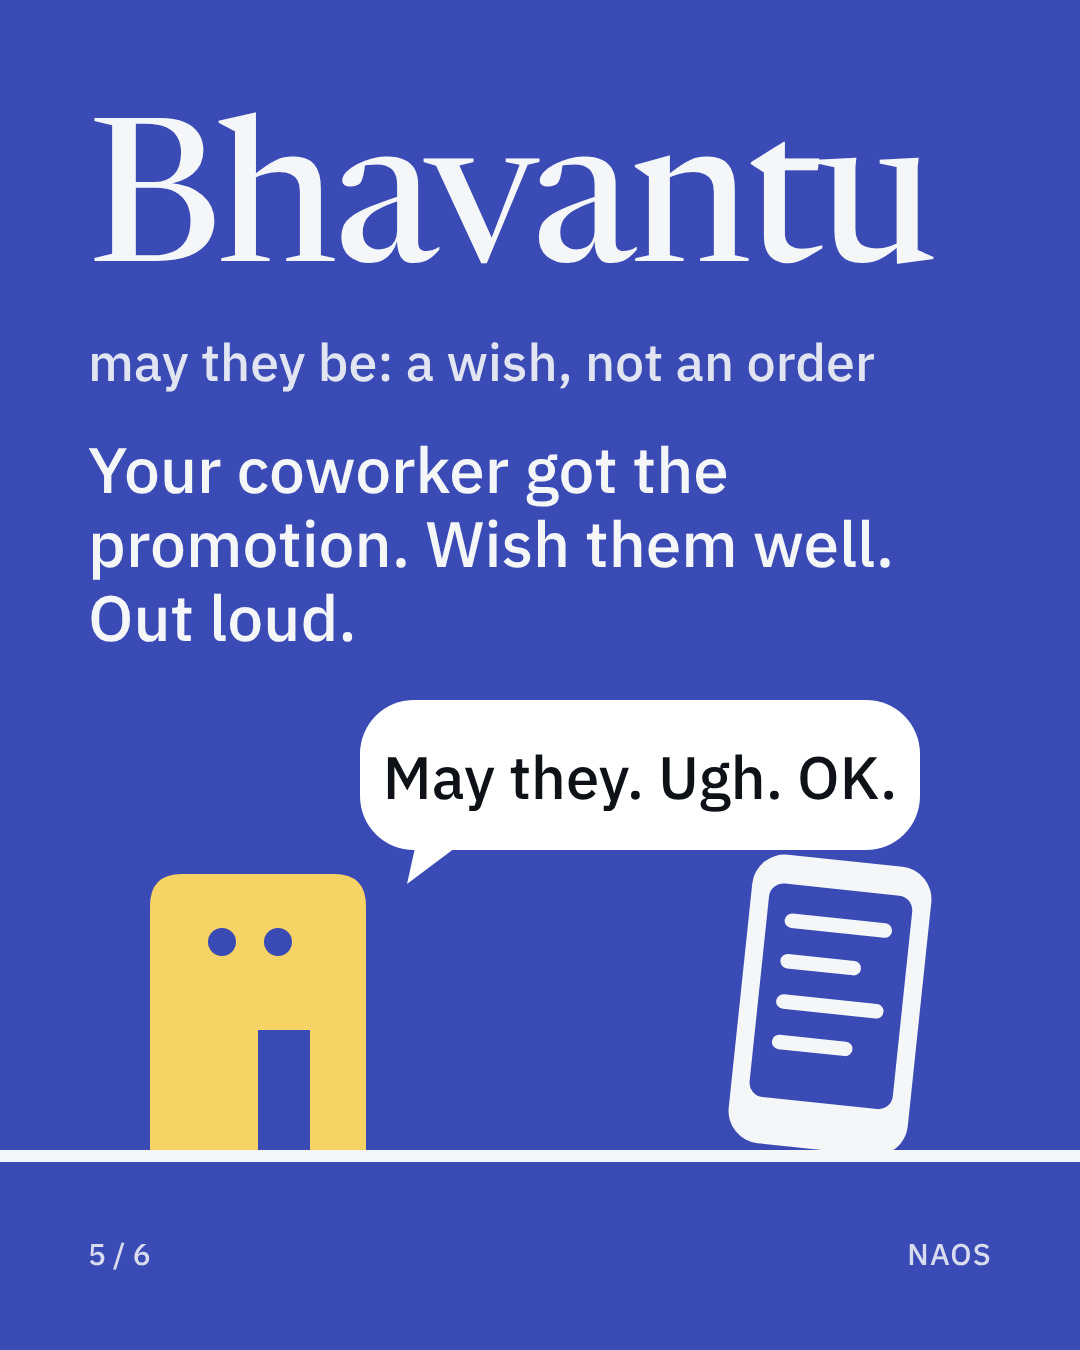 Bhavantu
may they be: a wish, not an order
Your coworker got the
promotion. Wish them well.
Out loud.
May they. Ugh. OK.
5 / 6
NAOS